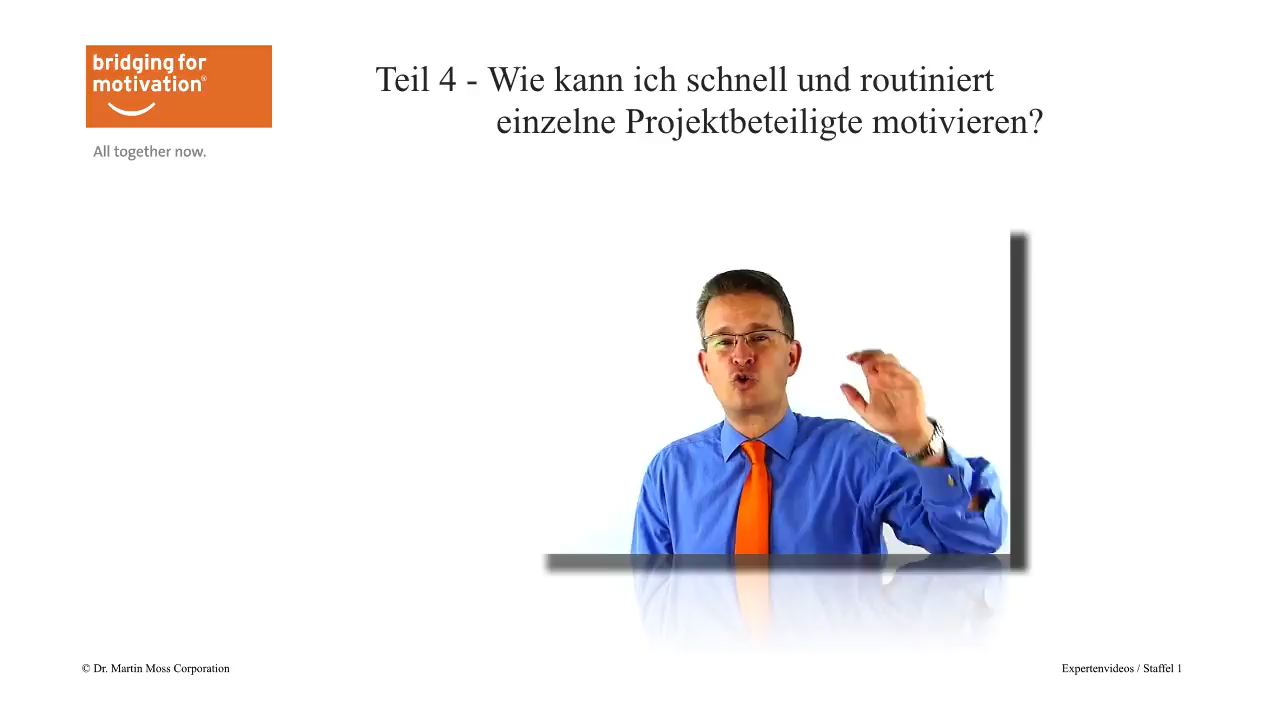 bridging for
motivation®
All together now.
Teil 4 - Wie kann ich schnell und routiniert
einzelne Projektbeteiligte motivieren?
© Dr. Martin Moss Corporation
Expertenvideos / Staffel 1